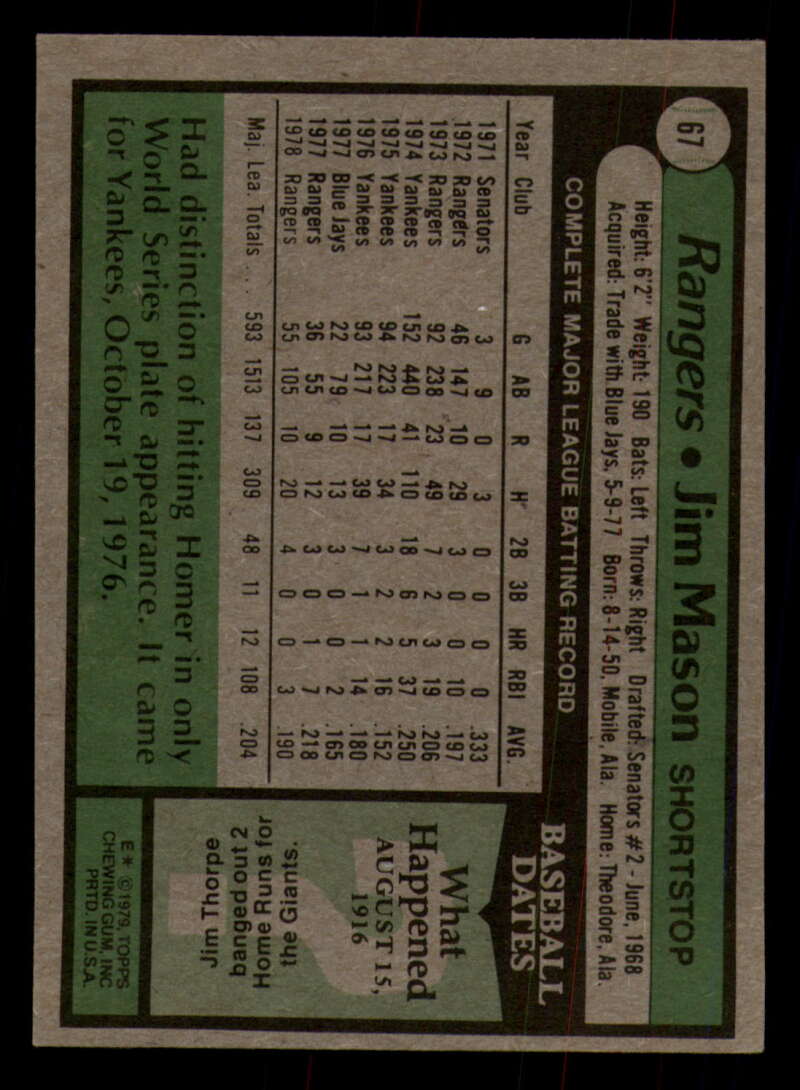 67
Rangers • Jim Mason SHORTSTOP
Height: 6'2" Weight: 190 Bats: Left Throws: Right Drafted: Senators #2 - June, 1968
Acquired: Trade with Blue Jays, 5-9-77 Born: 8-14-50, Mobile, Ala. Home: Theodore, Ala.
COMPLETE MAJOR LEAGUE BATTING RECORD
Year Club G AB R H 2B 3B HR RBI AVG.
1971 Senators 3 9 0 3 0 0 0 0 .333
1972 Rangers 46 147 10 29 3 0 0 10 .197
1973 Rangers 92 238 23 49 7 2 3 19 .206
1974 Yankees 152 440 41 110 18 6 5 37 .250
1975 Yankees 94 223 17 34 3 2 2 16 .152
1976 Yankees 93 217 17 39 7 1 1 14 .180
1977 Blue Jays 22 79 10 13 3 0 0 2 .165
1977 Rangers 36 55 9 12 3 0 1 7 .218
1978 Rangers 55 105 10 20 4 0 0 3 .190
Maj. Lea. Totals .... 593 1513 137 309 48 11 12 108 .204
Had distinction of hitting Homer in only
World Series plate appearance. It came
for Yankees, October 19, 1976.
BASEBALL
DATES
What
Happened
AUGUST 15,
1916
Jim Thorpe
banged out 2
Home Runs for
the Giants.
E* ©1979, TOPPS
CHEWING GUM, INC
PRTD. IN U.S.A.